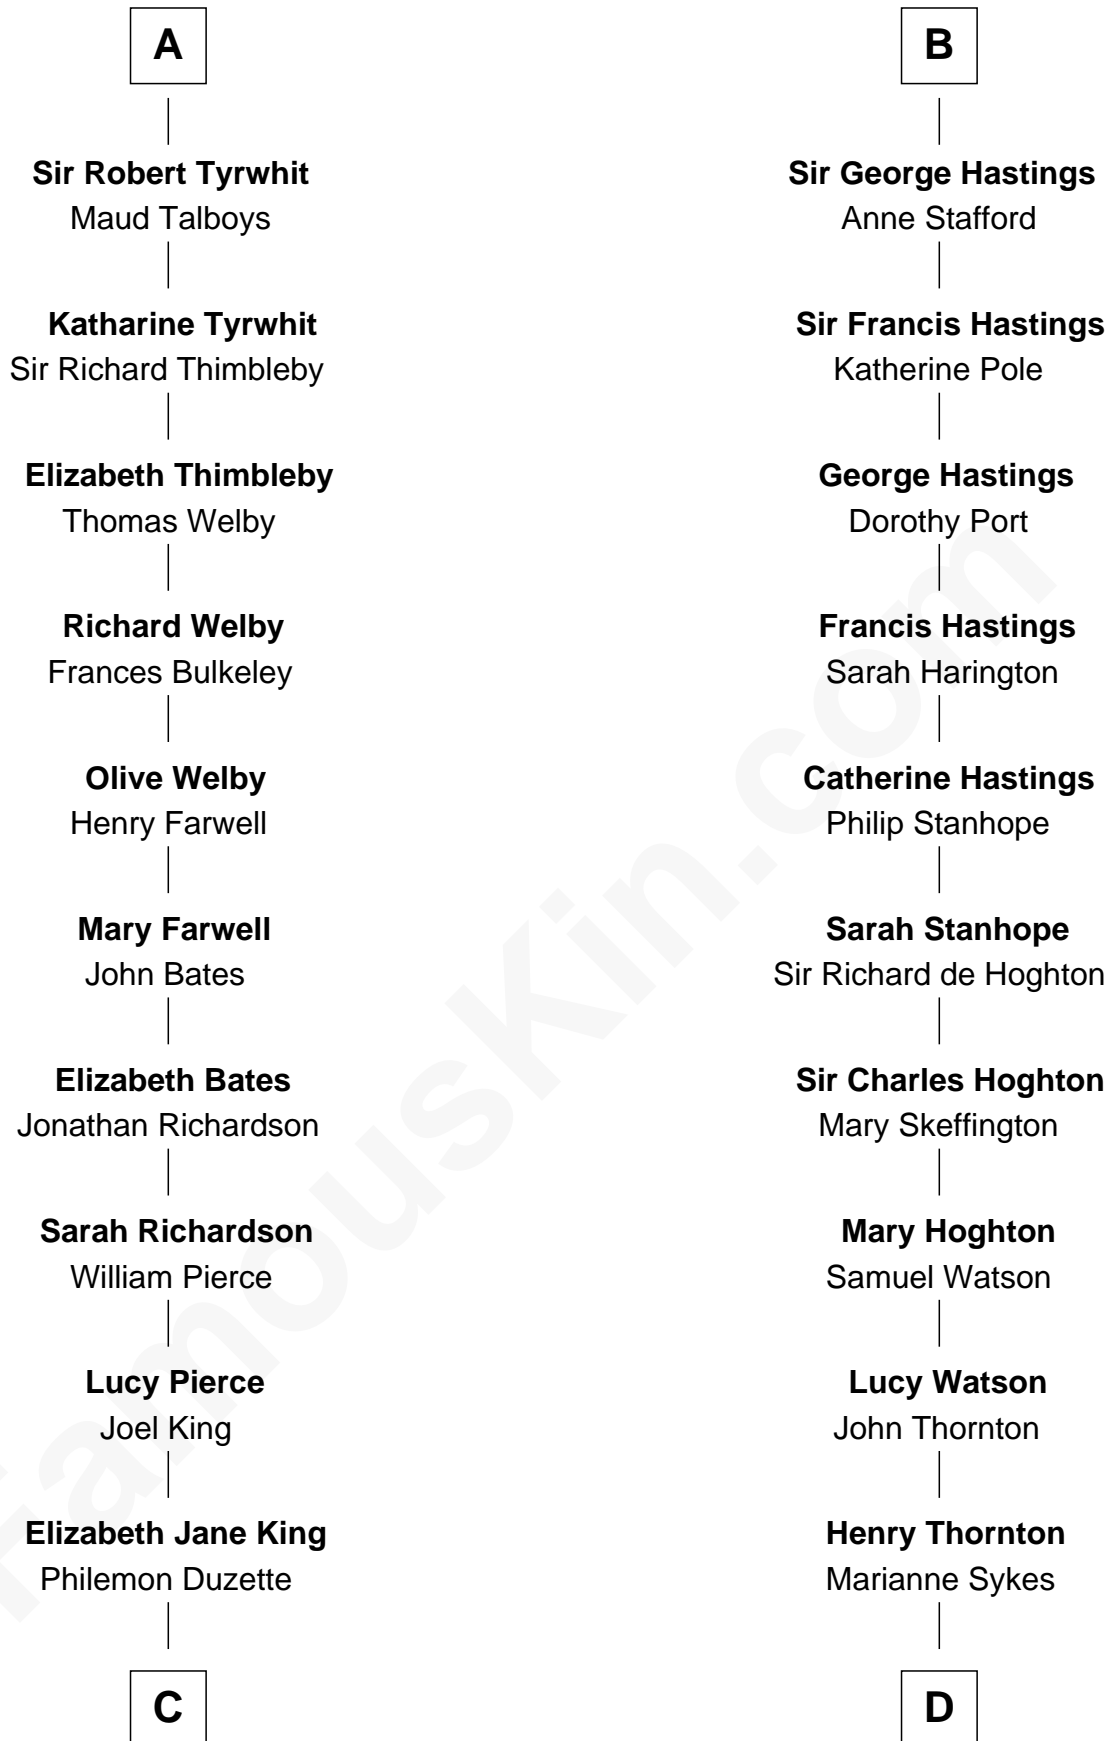 A
Sir Robert Tyrwhit
Maud Talboys
Katharine Tyrwhit
Sir Richard Thimbleby
Elizabeth Thimbleby
Thomas Welby
Richard Welby
Frances Bulkeley
Olive Welby
Henry Farwell
Mary Farwell
John Bates
Elizabeth Bates
Jonathan Richardson
Sarah Richardson
William Pierce
Lucy Pierce
Joel King
Elizabeth Jane King
Philemon Duzette
C
B
Sir George Hastings
Anne Stafford
Sir Francis Hastings
Katherine Pole
George Hastings
Dorothy Port
Francis Hastings
Sarah Harington
Catherine Hastings
Philip Stanhope
Sarah Stanhope
Sir Richard de Hoghton
Sir Charles Hoghton
Mary Skeffington
Mary Hoghton
Samuel Watson
Lucy Watson
John Thornton
Henry Thornton
Marianne Sykes
D
FamousKin.com